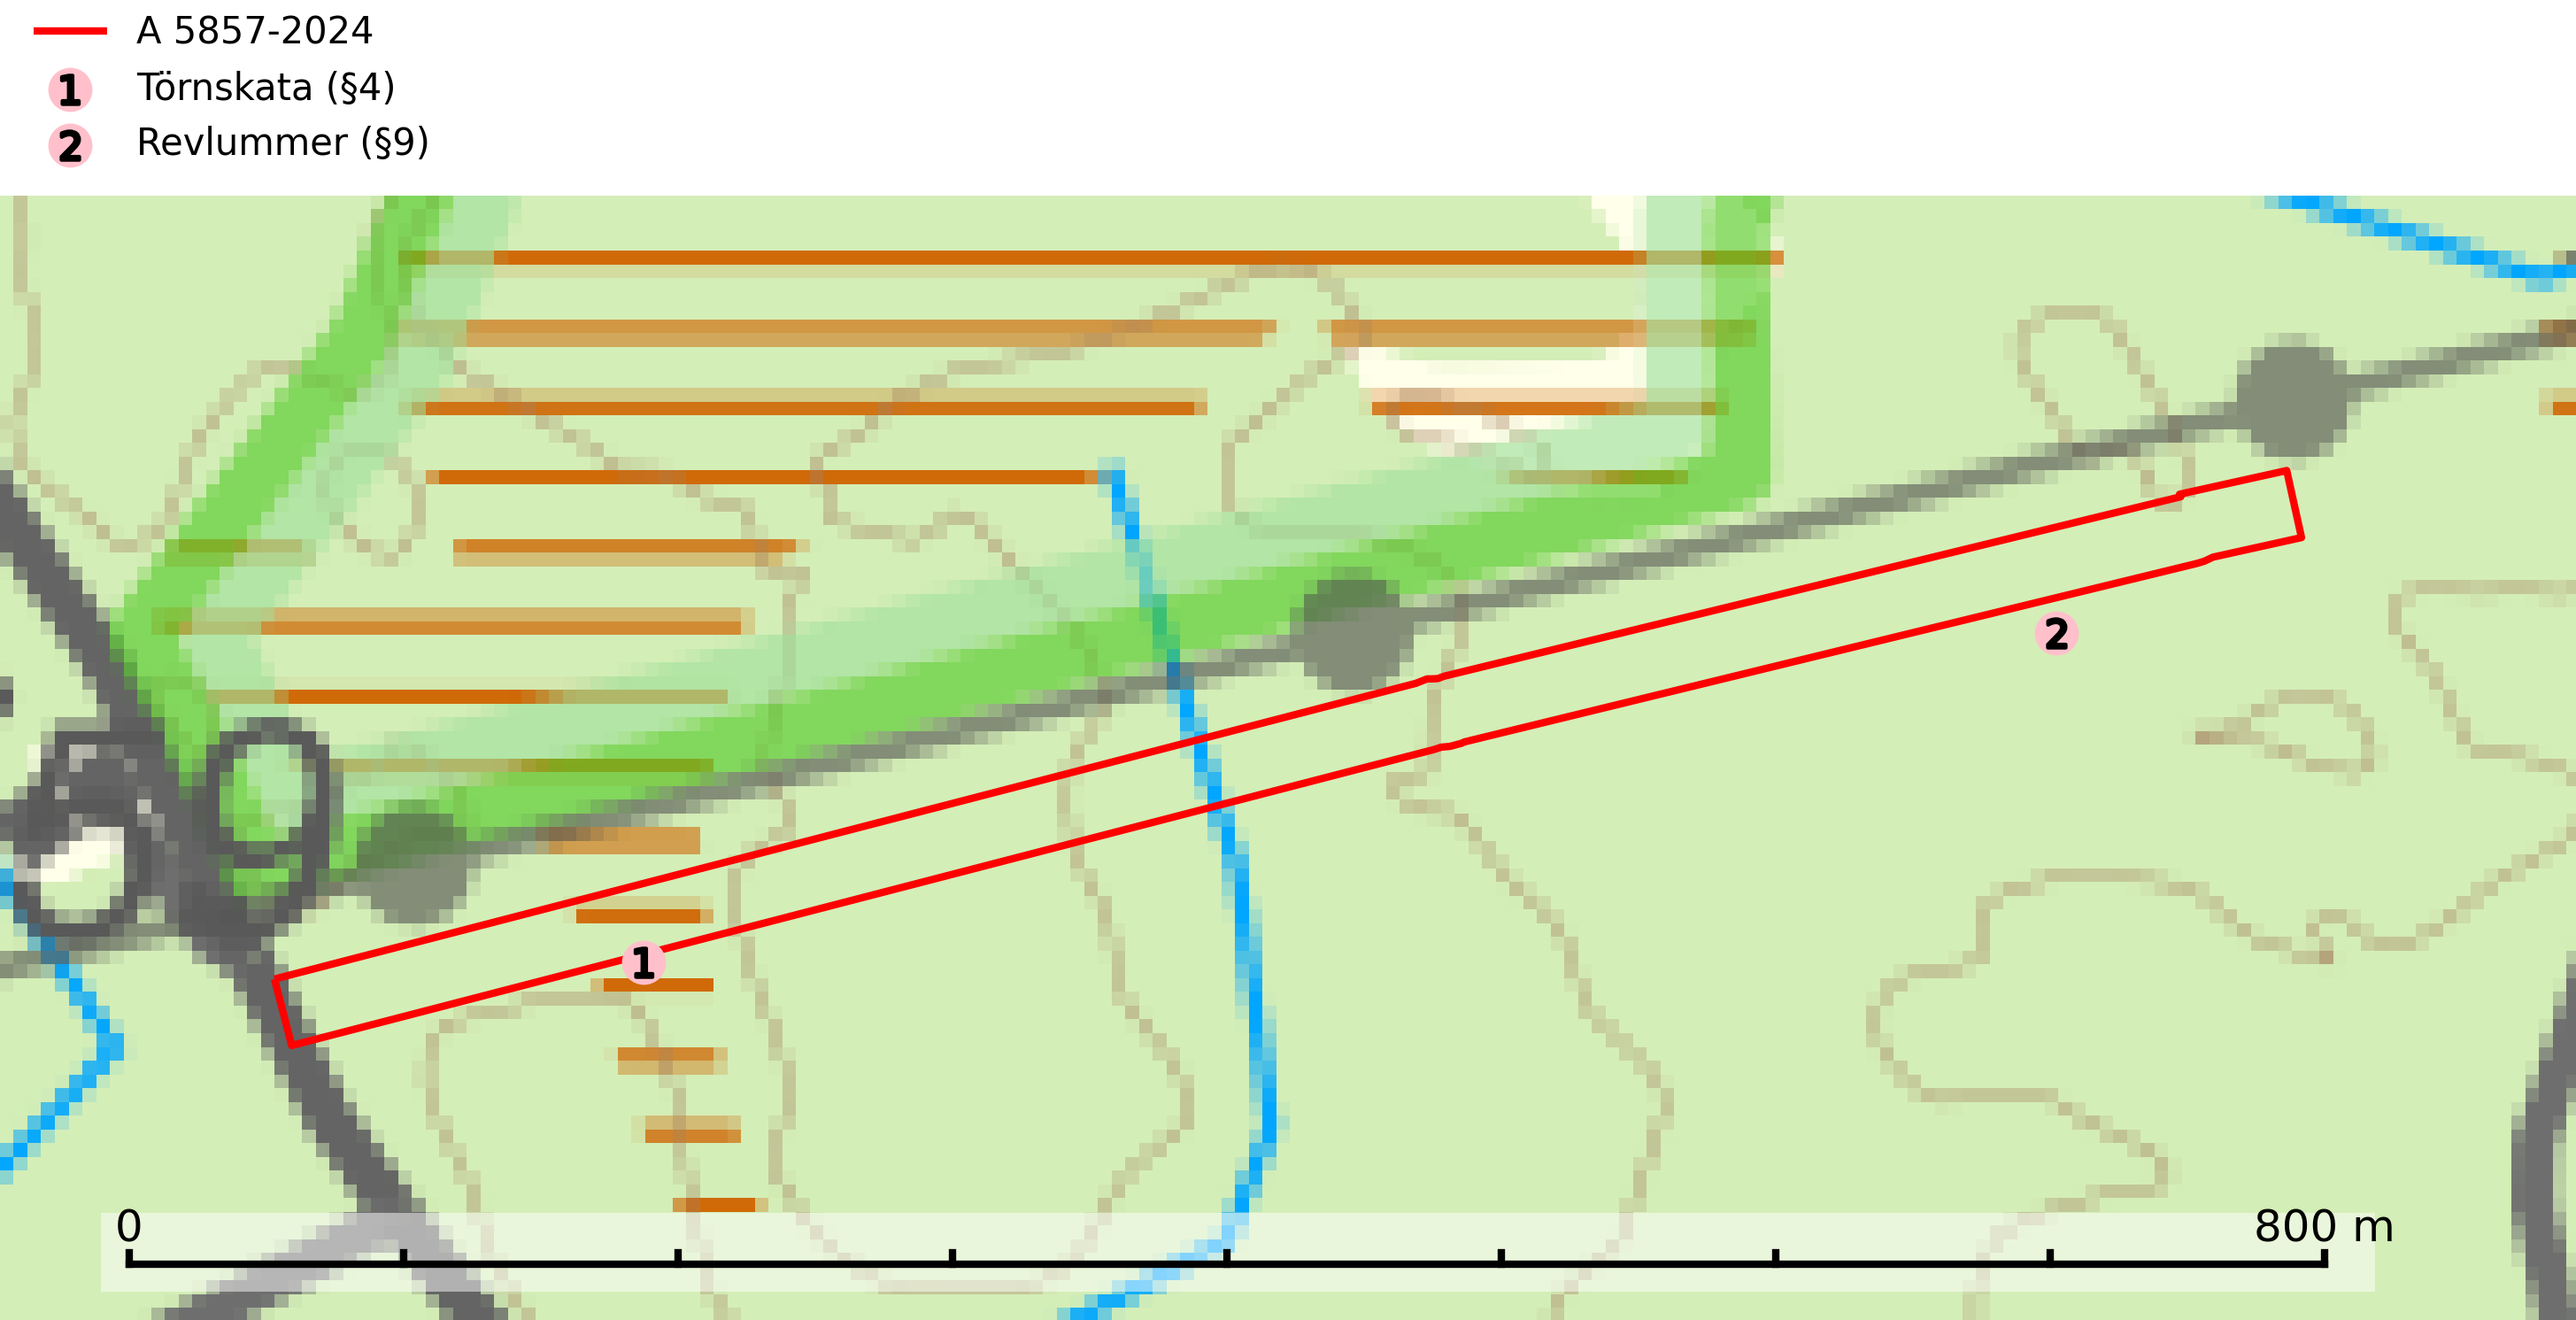 A 5857-2024
1 Törnskata (§4)
2 Revlummer (§9)
2
1
0 800 m